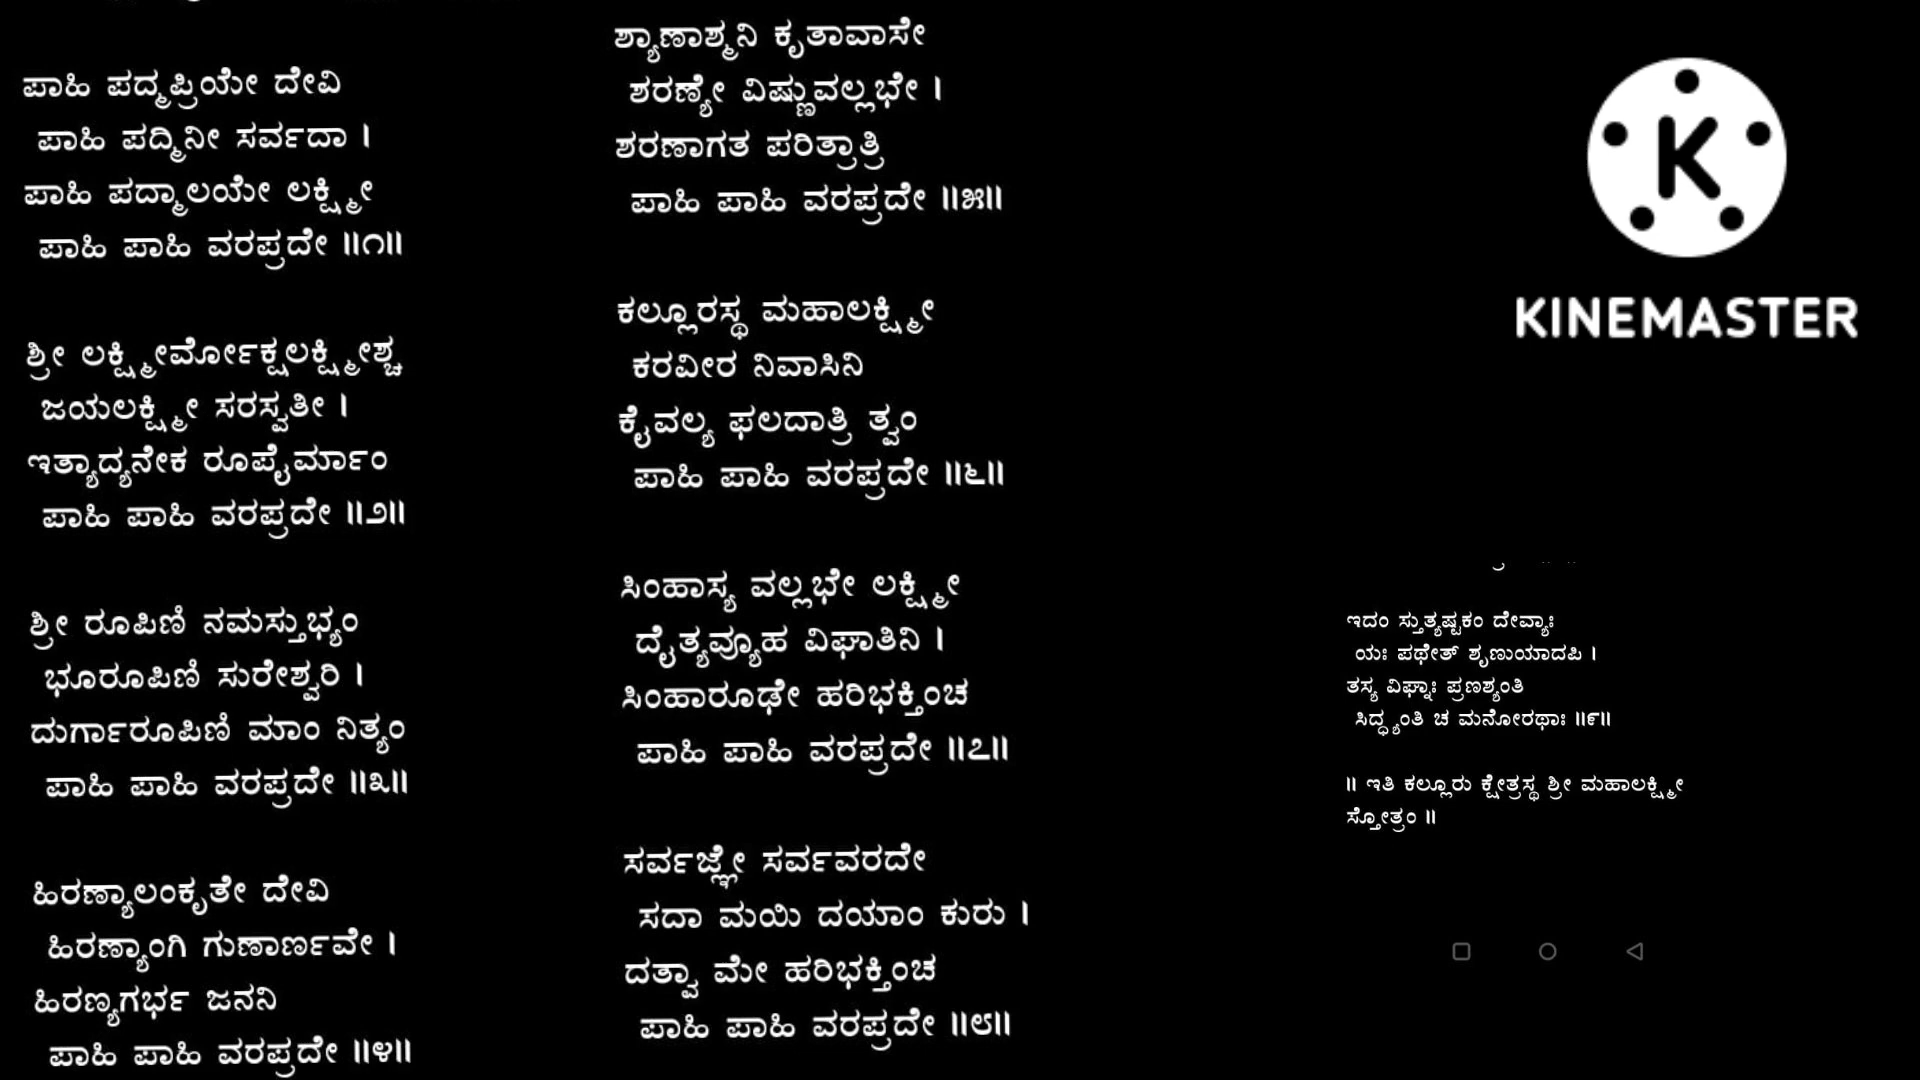 ಪಾಹಿ ಪದ್ಮಪ್ರಿಯೇ ದೇವಿ
ಪಾಹಿ ಪದ್ಮಿನೀ ಸರ್ವದಾ ।
ಪಾಹಿ ಪದ್ಮಾಲಯೇ ಲಕ್ಷ್ಮೀ
ಪಾಹಿ ಪಾಹಿ ವರಪ್ರದೇ ॥೧॥
ಶ್ರೀ ಲಕ್ಷ್ಮೀರ್ಮೋಕ್ಷಲಕ್ಷ್ಮೀಶ್ಚ
ಜಯಲಕ್ಷ್ಮೀ ಸರಸ್ವತೀ ।
ಇತ್ಯಾದ್ಯನೇಕ ರೂಪೈರ್ಮಾಂ
ಪಾಹಿ ಪಾಹಿ ವರಪ್ರದೇ ॥೨॥
ಶ್ರೀ ರೂಪಿಣಿ ನಮಸ್ತುಭ್ಯಂ
ಭೂರೂಪಿಣಿ ಸುರೇಶ್ವರಿ ।
ದುರ್ಗಾರೂಪಿಣಿ ಮಾಂ ನಿತ್ಯಂ
ಪಾಹಿ ಪಾಹಿ ವರಪ್ರದೇ ॥೩॥
ಹಿರಣ್ಯಾಲಂಕೃತೇ ದೇವಿ
ಹಿರಣ್ಯಾಂಗಿ ಗುಣಾರ್ಣವೇ ।
ಹಿರಣ್ಯಗರ್ಭ ಜನನಿ
ಪಾಹಿ ಪಾಹಿ ವರಪ್ರದೇ ॥೪॥
ಶ್ಯಾಣಾಶ್ಮನಿ ಕೃತಾವಾಸೇ
ಶರಣ್ಯೇ ವಿಷ್ಣುವಲ್ಲಭೇ ।
ಶರಣಾಗತ ಪರಿತ್ರಾತ್ರಿ
ಪಾಹಿ ಪಾಹಿ ವರಪ್ರದೇ ॥೫॥
ಕಲ್ಲೂರಸ್ಥ ಮಹಾಲಕ್ಷ್ಮೀ
ಕರವೀರ ನಿವಾಸಿನಿ
ಕೈವಲ್ಯ ಫಲದಾತ್ರಿ ತ್ವಂ
ಪಾಹಿ ಪಾಹಿ ವರಪ್ರದೇ ॥೬॥
ಸಿಂಹಾಸ್ಯ ವಲ್ಲಭೇ ಲಕ್ಷ್ಮೀ
ದೈತ್ಯವ್ಯೂಹ ವಿಘಾತಿನಿ ।
ಸಿಂಹಾರೂಢೇ ಹರಿಭಕ್ತಿಂಚ
ಪಾಹಿ ಪಾಹಿ ವರಪ್ರದೇ ॥೭॥
ಸರ್ವಜ್ಞೇ ಸರ್ವವರದೇ
ಸದಾ ಮಯಿ ದಯಾಂ ಕುರು ।
ದತ್ವಾ ಮೇ ಹರಿಭಕ್ತಿಂಚ
ಪಾಹಿ ಪಾಹಿ ವರಪ್ರದೇ ॥೮॥
K
KINEMASTER
ಇದಂ ಸ್ತುತ್ಯಷ್ಟಕಂ ದೇವ್ಯಾಃ
ಯಃ ಪಠೇತ್ ಶೃಣುಯಾದಪಿ ।
ತಸ್ಯ ವಿಘ್ನಾಃ ಪ್ರಣಶ್ಯಂತಿ
ಸಿದ್ಧ್ಯಂತಿ ಚ ಮನೋರಥಾಃ ॥೯॥
॥ ಇತಿ ಕಲ್ಲೂರು ಕ್ಷೇತ್ರಸ್ಥ ಶ್ರೀ ಮಹಾಲಕ್ಷ್ಮೀ
ಸ್ತೋತ್ರಂ ॥